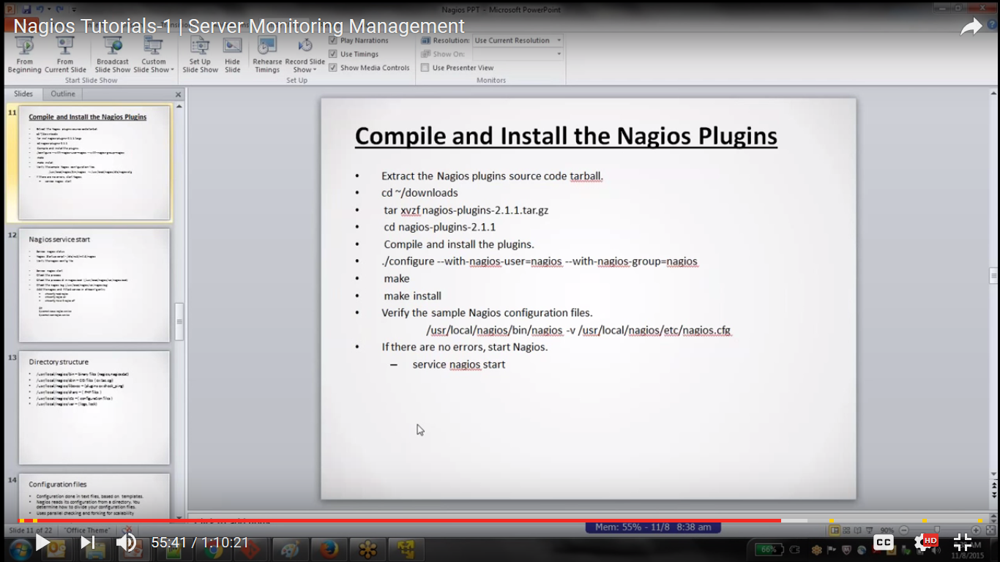 Nagios PPT - Microsoft PowerPoint
Nagios Tutorials-1 | Server Monitoring Management
From Beginning
From Current Slide
Broadcast Slide Show
Custom Slide Show
Set Up Slide Show
Hide Slide
Rehearse Timings
Record Slide Show
Play Narrations
Use Timings
Show Media Controls
Resolution: Use Current Resolution
Show On:
Use Presenter View
Start Slide Show
Set Up
Monitors
Slides
Outline
11
Compile and Install the Nagios Plugins
12
Nagios service start
13
Directory structure
14
Configuration files
• Configuration done in text files, based on templates.
• Nagios reads its configuration from a directory. You
determine how to divide your configuration files.
• Uses parallel checking and forking for scalability
Compile and Install the Nagios Plugins
• Extract the Nagios plugins source code tarball.
• cd ~/downloads
• tar xvzf nagios-plugins-2.1.1.tar.gz
• cd nagios-plugins-2.1.1
• Compile and install the plugins.
• ./configure --with-nagios-user=nagios --with-nagios-group=nagios
• make
• make install
• Verify the sample Nagios configuration files.
/usr/local/nagios/bin/nagios -v /usr/local/nagios/etc/nagios.cfg
• If there are no errors, start Nagios.
– service nagios start
Slide 11 of 22
"Office Theme"
Mem: 55% - 11/8 8:38 am
90%
55:41 / 1:10:21
66%
CC
HD
11/8/2015